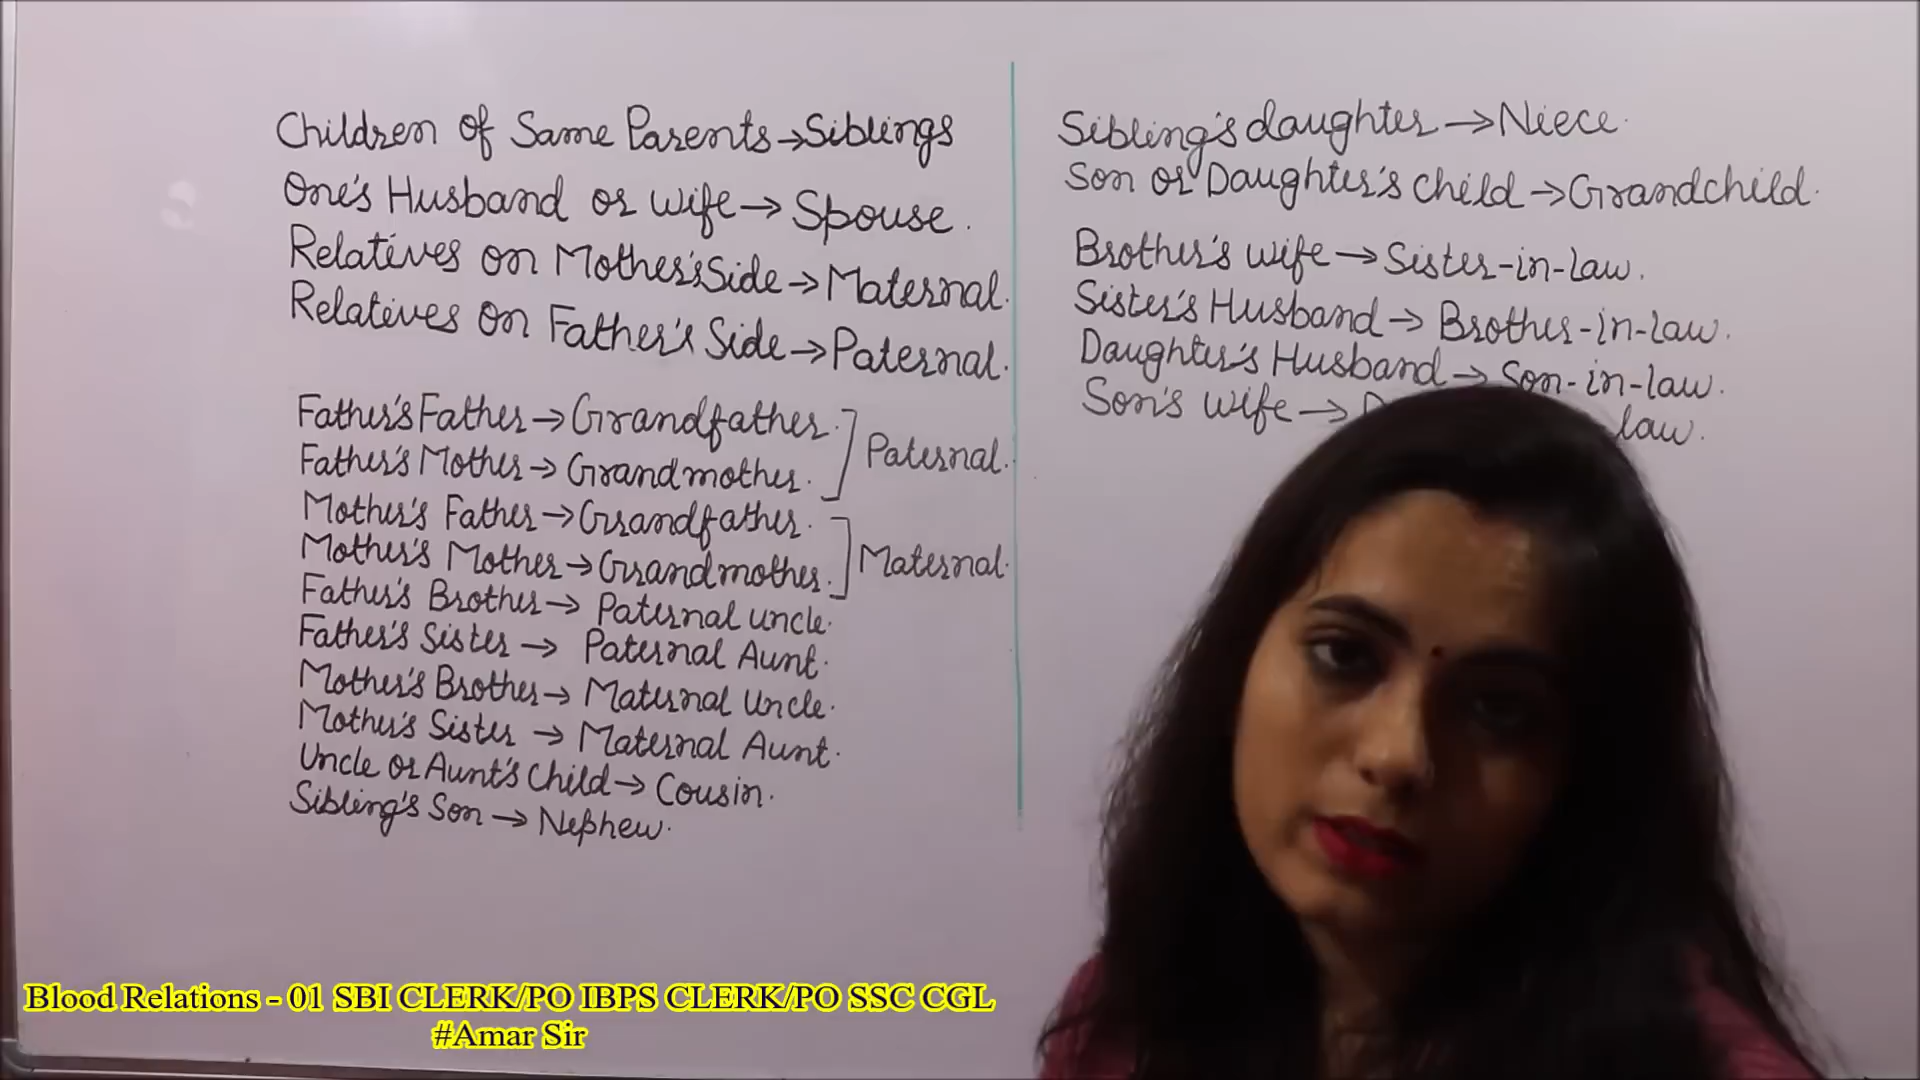 Children of Same Parents → Siblings
One's Husband or wife → Spouse.
Relatives on Mother's Side → Maternal.
Relatives on Father's Side → Paternal.
Father's Father → Grandfather.
Father's Mother → Grandmother.
Paternal.
Mother's Father → Grandfather.
Mother's Mother → Grandmother.
Maternal.
Father's Brother → Paternal uncle.
Father's Sister → Paternal Aunt.
Mother's Brother → Maternal Uncle.
Mother's Sister → Maternal Aunt.
Uncle or Aunt's Child → Cousin.
Sibling's Son → Nephew.
Sibling's daughter → Niece.
Son or Daughter's child → Grandchild.
Brother's wife → Sister-in-law.
Sister's Husband → Brother-in-law.
Daughter's Husband → Son-in-law.
Son's wife → law.
Blood Relations - 01 SBI CLERK/PO IBPS CLERK/PO SSC CGL
#Amar Sir